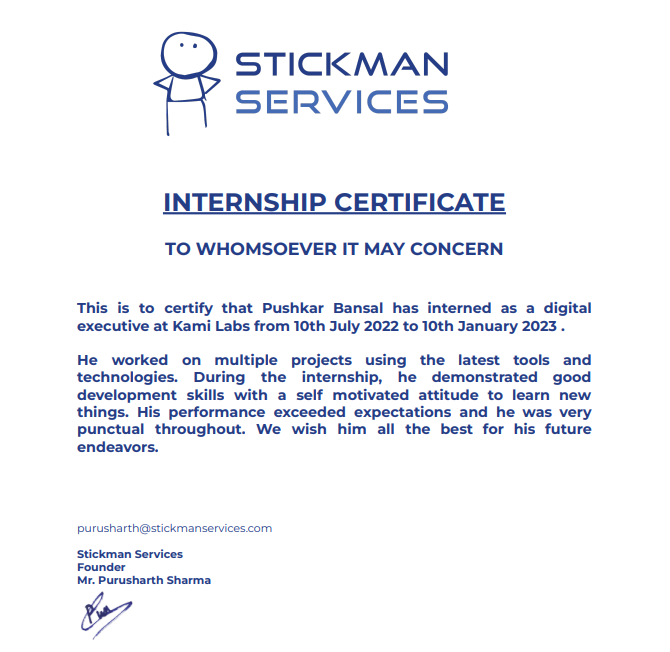 STICKMAN
SERVICES
INTERNSHIP CERTIFICATE
TO WHOMSOEVER IT MAY CONCERN
This is to certify that Pushkar Bansal has interned as a digital
executive at Kami Labs from 10th July 2022 to 10th January 2023 .
He worked on multiple projects using the latest tools and
technologies. During the internship, he demonstrated good
development skills with a self motivated attitude to learn new
things. His performance exceeded expectations and he was very
punctual throughout. We wish him all the best for his future
endeavors.
purusharth@stickmanservices.com
Stickman Services
Founder
Mr. Purusharth Sharma